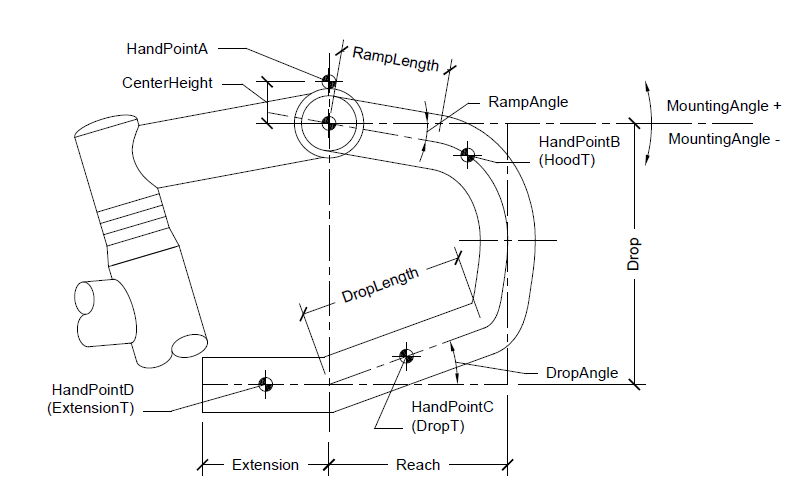 HandPointA
RampLength
CenterHeight
RampAngle
MountingAngle +
MountingAngle -
HandPointB
(HoodT)
Drop
DropLength
DropAngle
HandPointD
(ExtensionT)
HandPointC
(DropT)
Extension
Reach